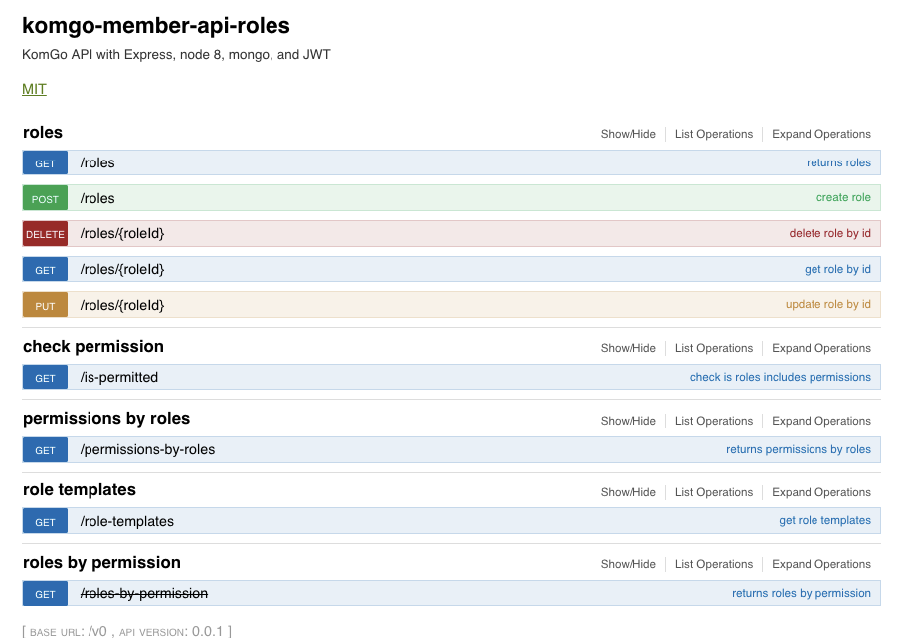 komgo-member-api-roles
KomGo API with Express, node 8, mongo, and JWT
MIT
roles Show/Hide List Operations Expand Operations
GET /roles returns roles
POST /roles create role
DELETE /roles/{roleId} delete role by id
GET /roles/{roleId} get role by id
PUT /roles/{roleId} update role by id
check permission Show/Hide List Operations Expand Operations
GET /is-permitted check is roles includes permissions
permissions by roles Show/Hide List Operations Expand Operations
GET /permissions-by-roles returns permissions by roles
role templates Show/Hide List Operations Expand Operations
GET /role-templates get role templates
roles by permission Show/Hide List Operations Expand Operations
GET /roles-by-permission returns roles by permission
[ BASE URL: /v0 , API VERSION: 0.0.1 ]